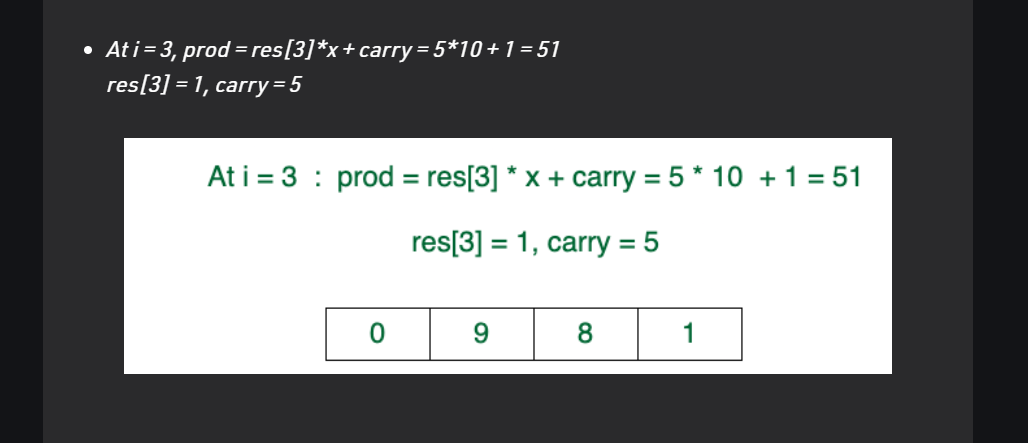 • At i = 3, prod = res[3]*x + carry = 5*10 + 1 = 51
res[3] = 1, carry = 5
At i = 3 : prod = res[3] * x + carry = 5 * 10 + 1 = 51
res[3] = 1, carry = 5
0 9 8 1